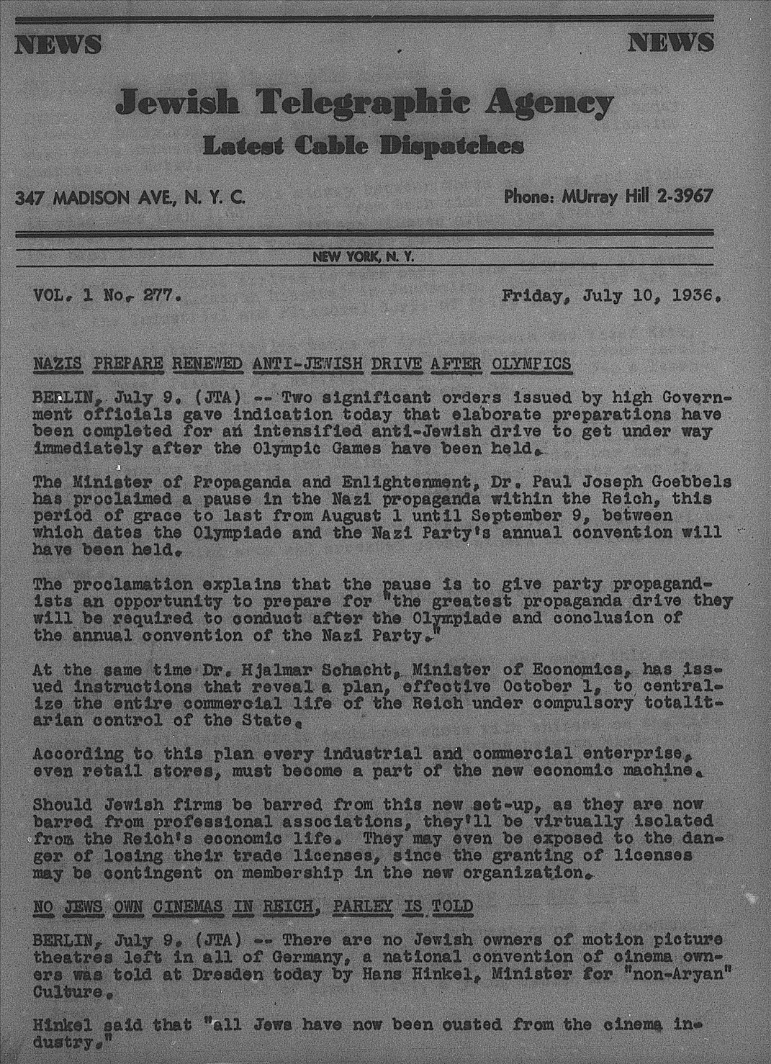 NEWS NEWS
Jewish Telegraphic Agency
Latest Cable Dispatches
347 MADISON AVE., N. Y. C. Phone: MUrray Hill 2-3967
NEW YORK, N. Y.
VOL. 1 No. 277. Friday, July 10, 1936.
NAZIS PREPARE RENEWED ANTI-JEWISH DRIVE AFTER OLYMPICS
BERLIN, July 9. (JTA) -- Two significant orders issued by high Govern-
ment officials gave indication today that elaborate preparations have
been completed for an intensified anti-Jewish drive to get under way
immediately after the Olympic Games have been held.
The Minister of Propaganda and Enlightenment, Dr. Paul Joseph Goebbels
has proclaimed a pause in the Nazi propaganda within the Reich, this
period of grace to last from August 1 until September 9, between
which dates the Olympiade and the Nazi Party's annual convention will
have been held.
The proclamation explains that the pause is to give party propagand-
ists an opportunity to prepare for "the greatest propaganda drive they
will be required to conduct after the Olympiade and conclusion of
the annual convention of the Nazi Party."
At the same time Dr. Hjalmar Schacht, Minister of Economics, has iss-
ued instructions that reveal a plan, effective October 1, to central-
ize the entire commercial life of the Reich under compulsory totalit-
arian control of the State.
According to this plan every industrial and commercial enterprise,
even retail stores, must become a part of the new economic machine.
Should Jewish firms be barred from this new set-up, as they are now
barred from professional associations, they'll be virtually isolated
from the Reich's economic life. They may even be exposed to the dan-
ger of losing their trade licenses, since the granting of licenses
may be contingent on membership in the new organization.
NO JEWS OWN CINEMAS IN REICH, PARLEY IS TOLD
BERLIN, July 9. (JTA) -- There are no Jewish owners of motion picture
theatres left in all of Germany, a national convention of cinema own-
ers was told at Dresden today by Hans Hinkel, Minister for "non-Aryan"
Culture.
Hinkel said that "all Jews have now been ousted from the cinema in-
dustry."